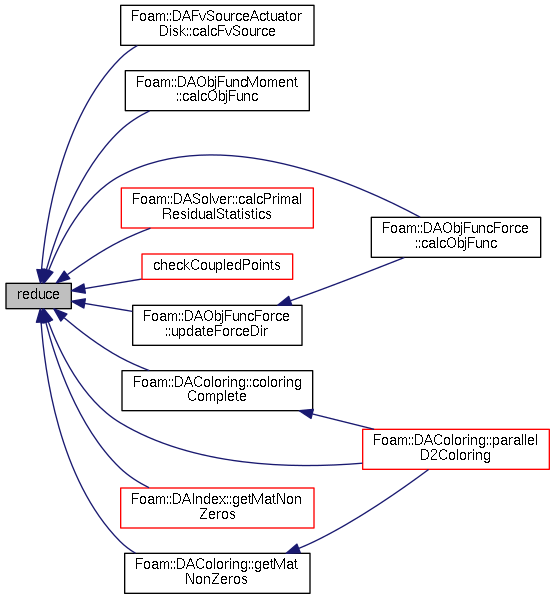 Foam::DAFvSourceActuator
Disk::calcFvSource
Foam::DAObjFuncMoment
::calcObjFunc
Foam::DASolver::calcPrimal
ResidualStatistics
Foam::DAObjFuncForce
::calcObjFunc
checkCoupledPoints
reduce
Foam::DAObjFuncForce
::updateForceDir
Foam::DAColoring::coloring
Complete
Foam::DAColoring::parallel
D2Coloring
Foam::DAIndex::getMatNon
Zeros
Foam::DAColoring::getMat
NonZeros